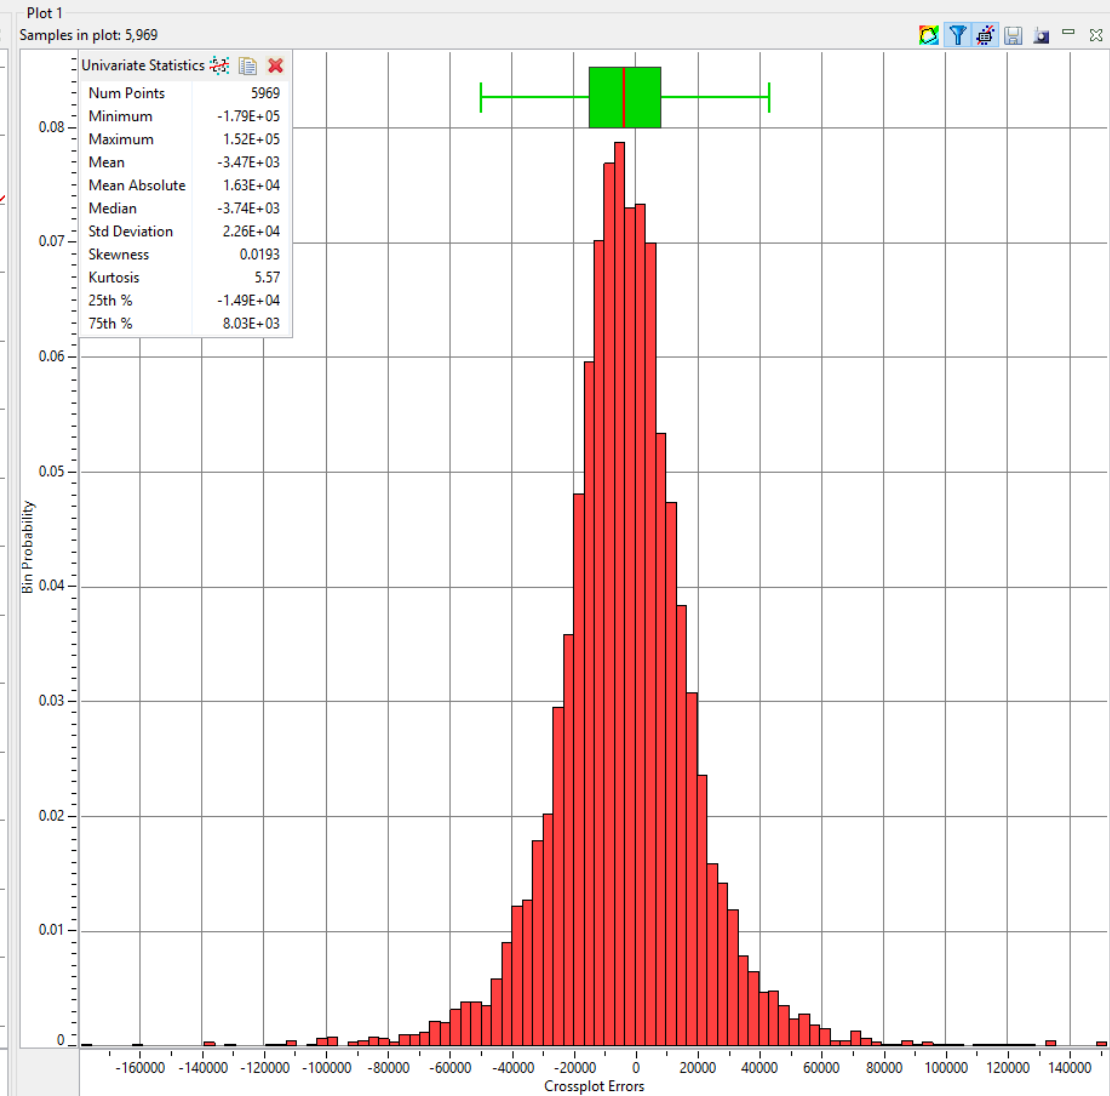 Plot 1
Samples in plot: 5,969
Univariate Statistics
Num Points 5969
Minimum -1.79E+05
Maximum 1.52E+05
Mean -3.47E+03
Mean Absolute 1.63E+04
Median -3.74E+03
Std Deviation 2.26E+04
Skewness 0.0193
Kurtosis 5.57
25th % -1.49E+04
75th % 8.03E+03
0.08
0.07
0.06
0.05
0.04
0.03
0.02
0.01
0
Bin Probability
-160000 -140000 -120000 -100000 -80000 -60000 -40000 -20000 0 20000 40000 60000 80000 100000 120000 140000
Crossplot Errors